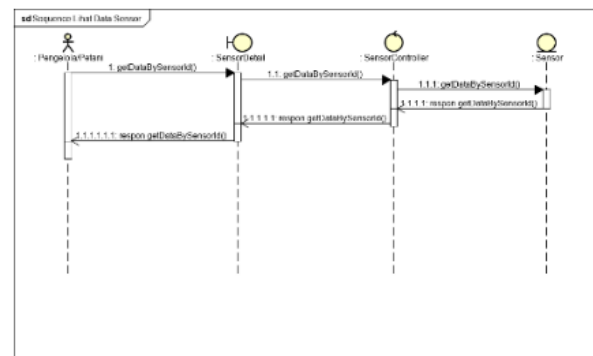 sd Sequence Lihat Data Sensor
: Pengelola/Petani
: SensorDetail
: SensorController
: Sensor
1: getDataBySensorId()
1.1: getDataBySensorId()
1.1.1: getDataBySensorId()
1.1.1.1: respon getDataBySensorId()
1.1.1.1.1: respon getDataBySensorId()
1.1.1.1.1.1: respon getDataBySensorId()